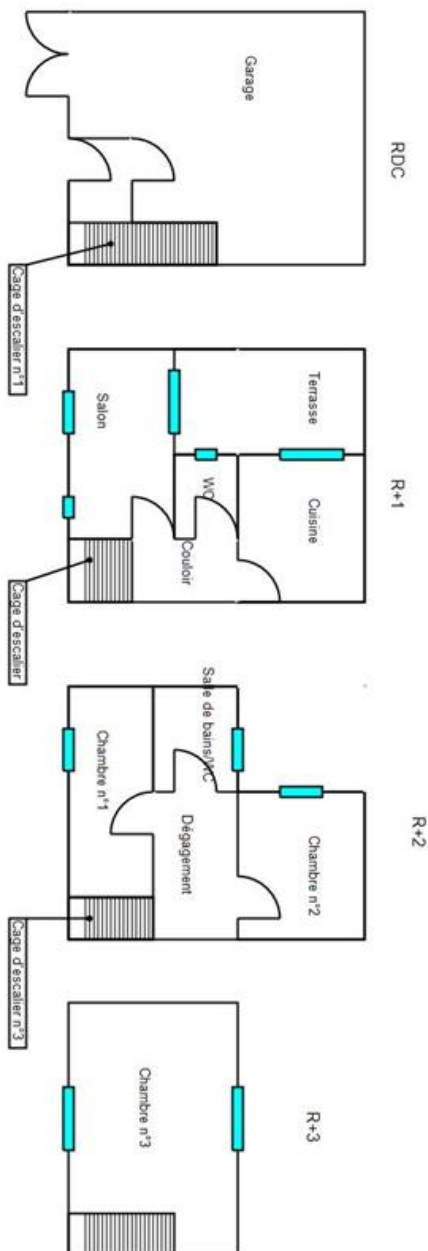 RDC
Garage
Cage d'escalier n°1
R+1
Terrasse
Cuisine
Salon
WC
Couloir
Cage d'escalier
R+2
Salle de bains/WC
Chambre n°1
Dégagement
Chambre n°2
Cage d'escalier n°3
R+3
Chambre n°3